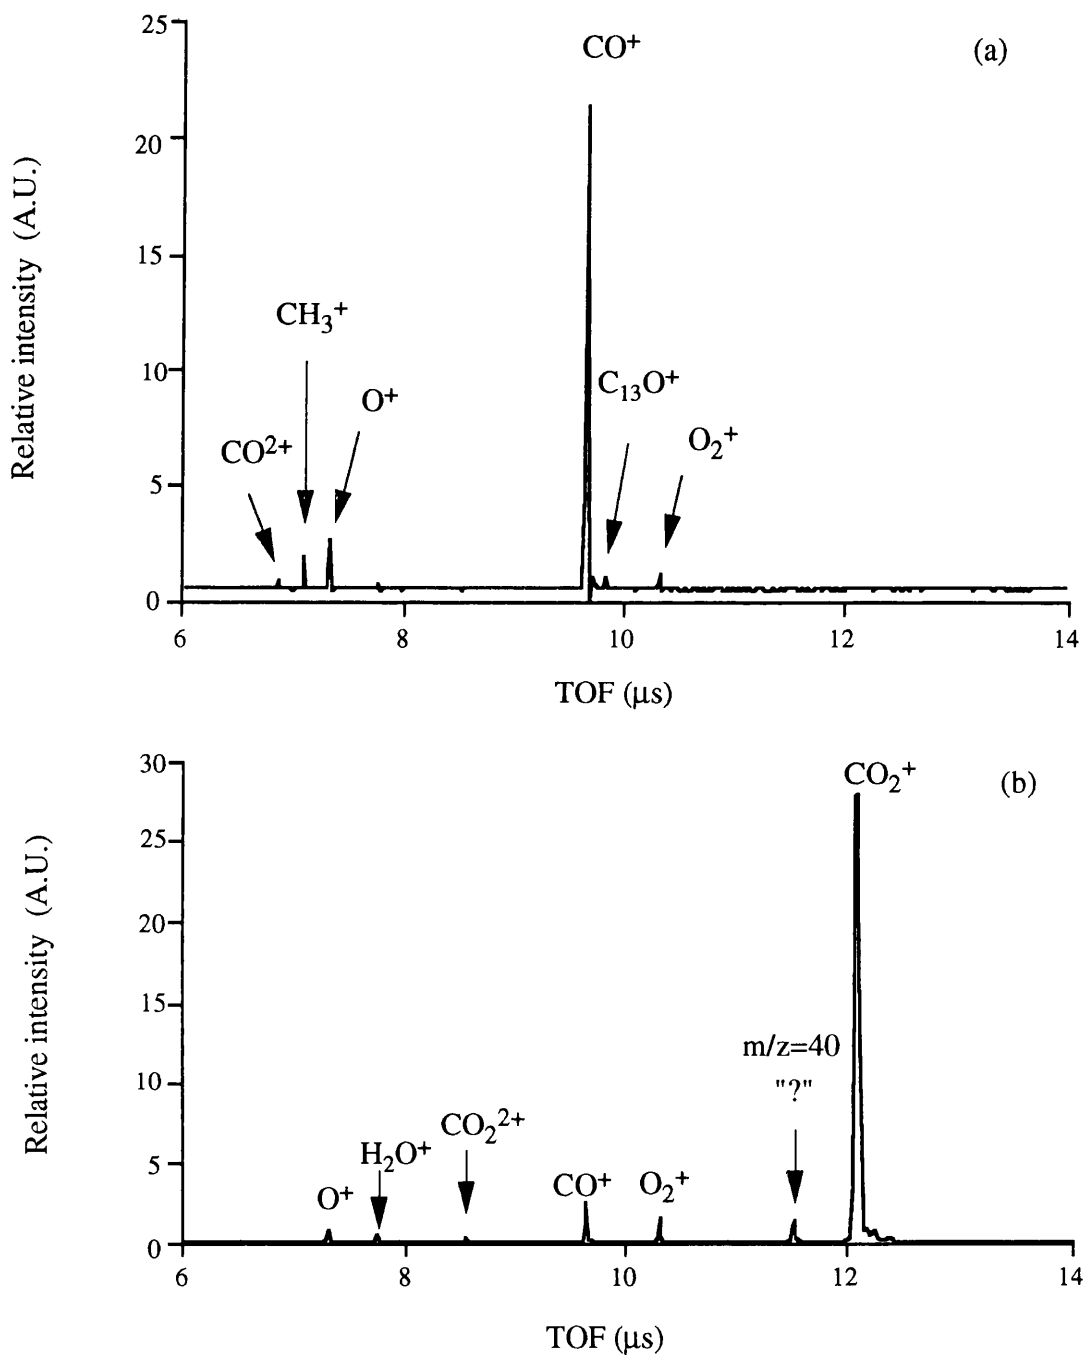 25
CO⁺
(a)
20
15
CH₃⁺
10
C₁₃O⁺
O⁺
O₂⁺
CO²⁺
5
0
6 8 10 12 14
TOF (μs)
Relative intensity (A.U.)
30
CO₂⁺
(b)
25
20
15
m/z=40
"?"
10
CO₂²⁺
H₂O⁺
5
O⁺
CO⁺
O₂⁺
0
6 8 10 12 14
TOF (μs)
Relative intensity (A.U.)